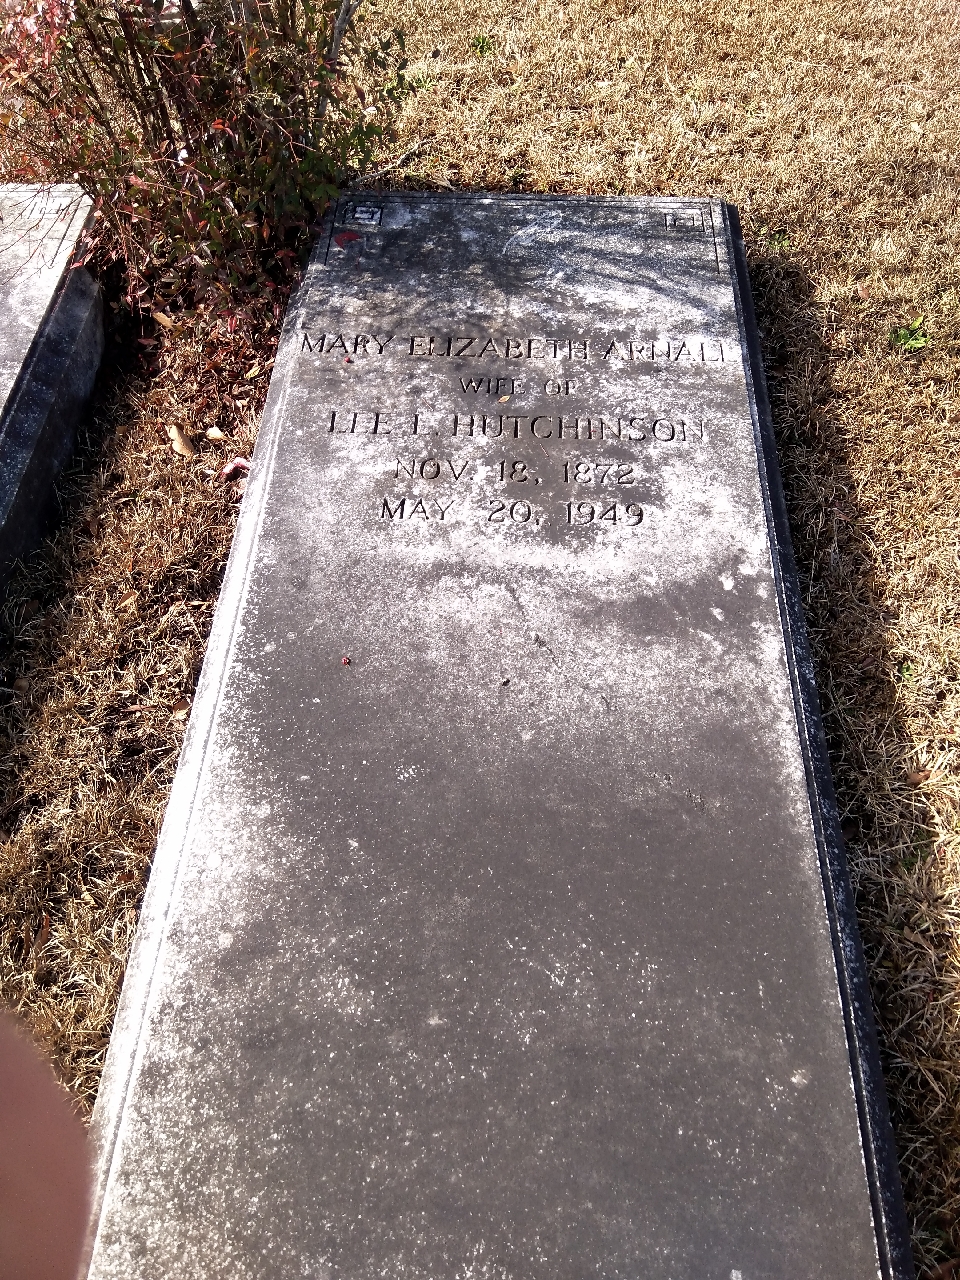 MARY ELIZABETH ARNALL
WIFE OF
LEE L. HUTCHINSON
NOV. 18, 1872
MAY 20, 1949